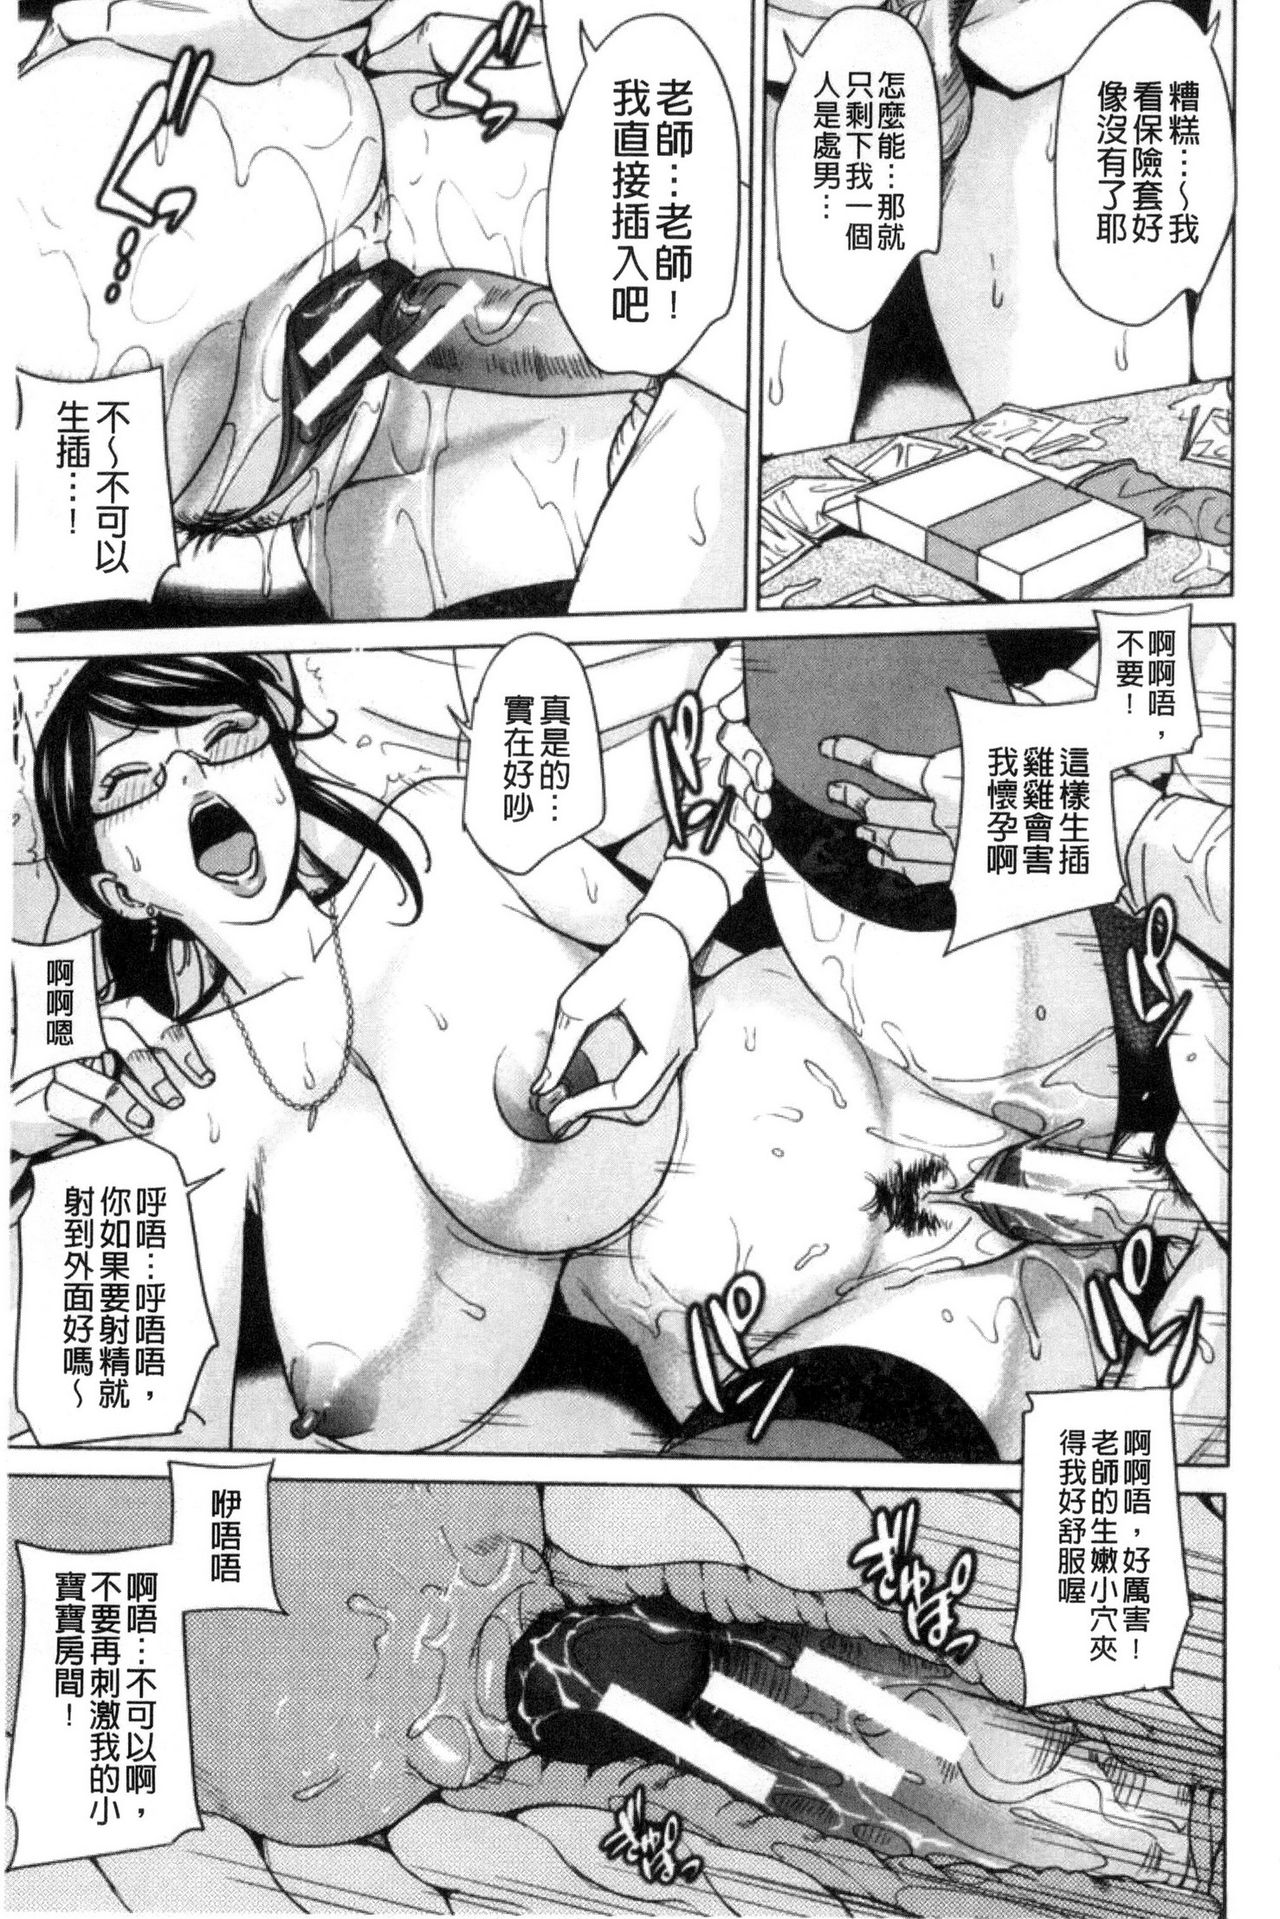 糟糕…～我
看保險套好
像沒有了耶
怎麼能…那就
只剩下我一個
人是處男…
老師…老師！
我直接插入吧
不～不可以
生插…！
啊啊唔，
不要！
這樣生插
雞雞會害
我懷孕啊
真是的…
實在好吵
啊啊嗯
呼唔…呼唔唔，
你如果要射精就
射到外面好嗎～
啊啊唔，好厲害！
老師的生嫩小穴夾
得我好舒服喔
咿唔唔
啊唔…不可以啊，
不要再刺激我的小
寶寶房間！